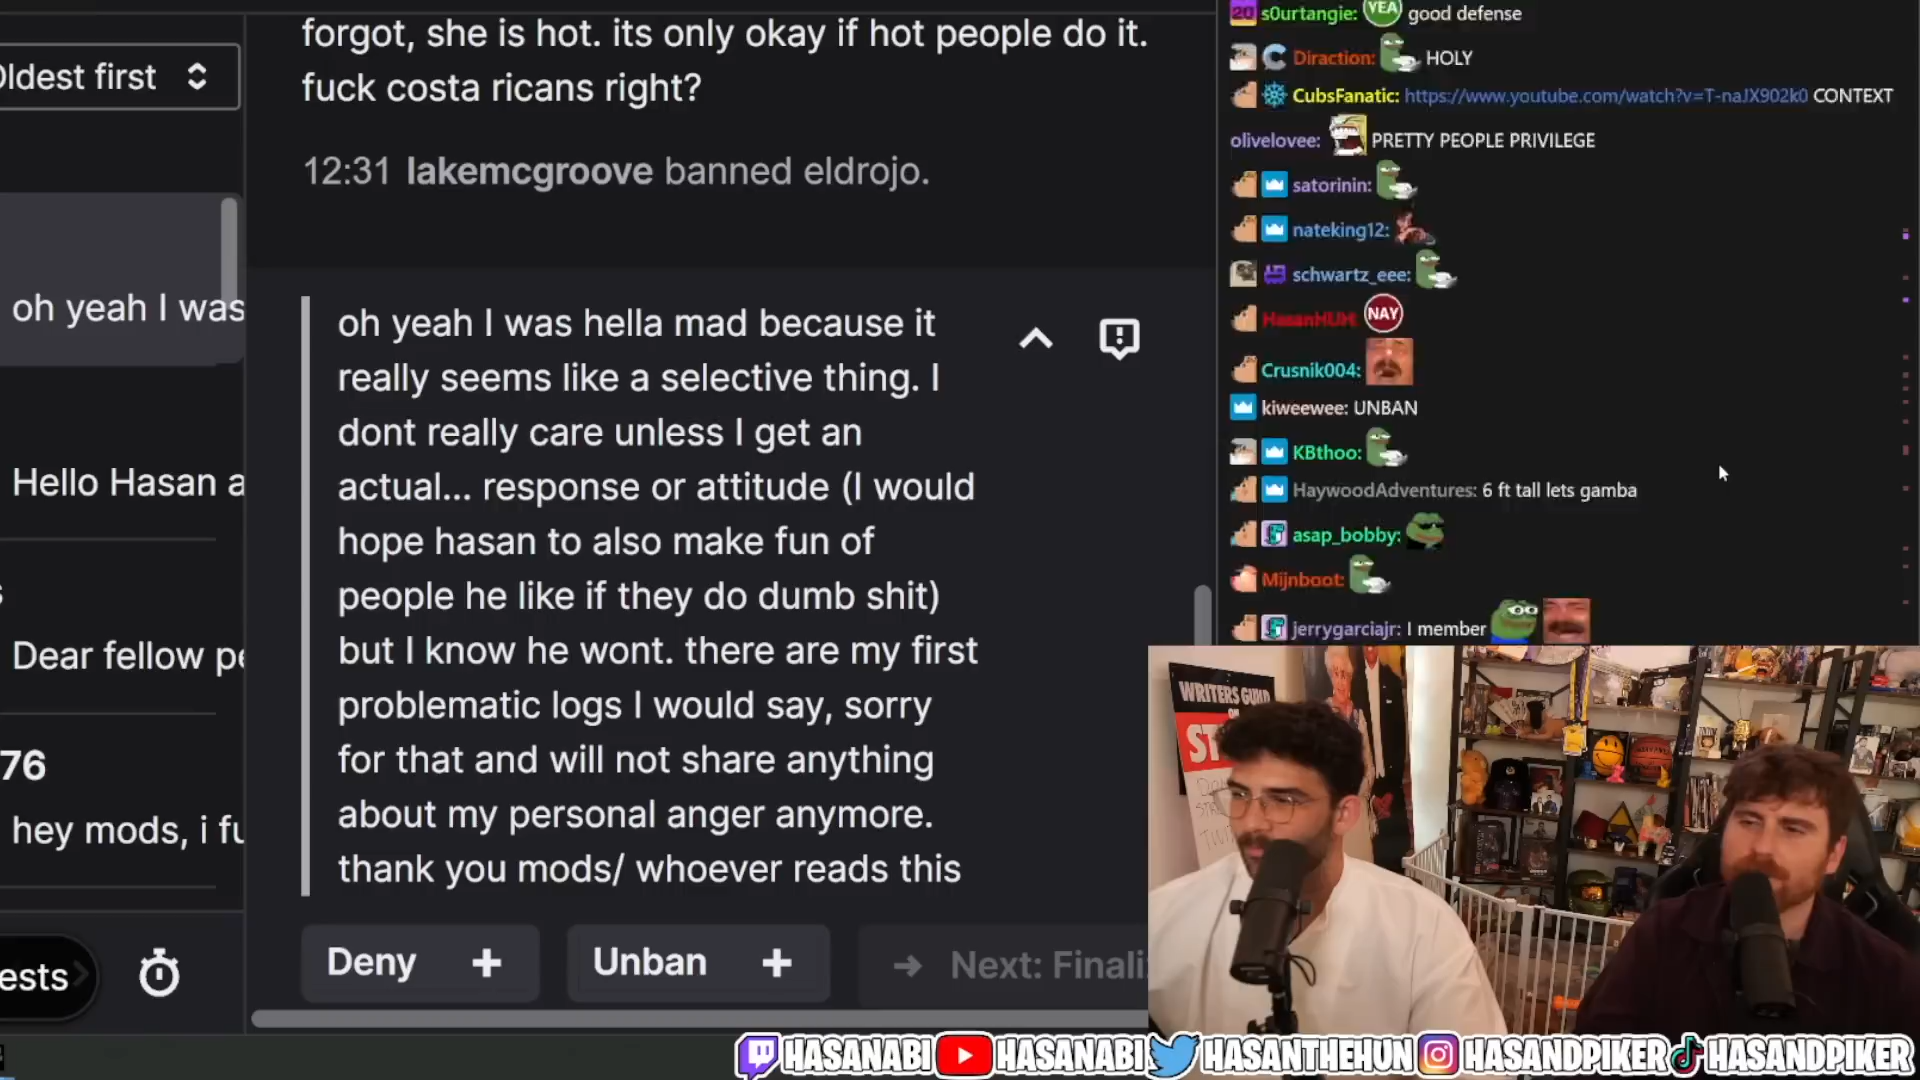 forgot, she is hot. its only okay if hot people do it.
fuck costa ricans right?
12:31 lakemcgroove banned eldrojo.
Oldest first
oh yeah I was
Hello Hasan a
Dear fellow pe
76
hey mods, i fu
ests
oh yeah I was hella mad because it
really seems like a selective thing. I
dont really care unless I get an
actual... response or attitude (I would
hope hasan to also make fun of
people he like if they do dumb shit)
but I know he wont. there are my first
problematic logs I would say, sorry
for that and will not share anything
about my personal anger anymore.
thank you mods/ whoever reads this
Deny +
Unban +
→ Next: Finali
20 s0urtangie: YEA good defense
Diraction: HOLY
CubsFanatic: https://www.youtube.com/watch?v=T-naJX902k0 CONTEXT
olivelovee: PRETTY PEOPLE PRIVILEGE
satorinin:
nateking12:
schwartz_eee:
HasanHUH: NAY
Crusnik004:
kiweewee: UNBAN
KBthoo:
HaywoodAdventures: 6 ft tall lets gamba
asap_bobby:
Mijnboot:
jerrygarciajr: I member
WRITERS GUILD
ST
HASANABI HASANABI HASANTHEHUN HASANDPIKER HASANDPIKER